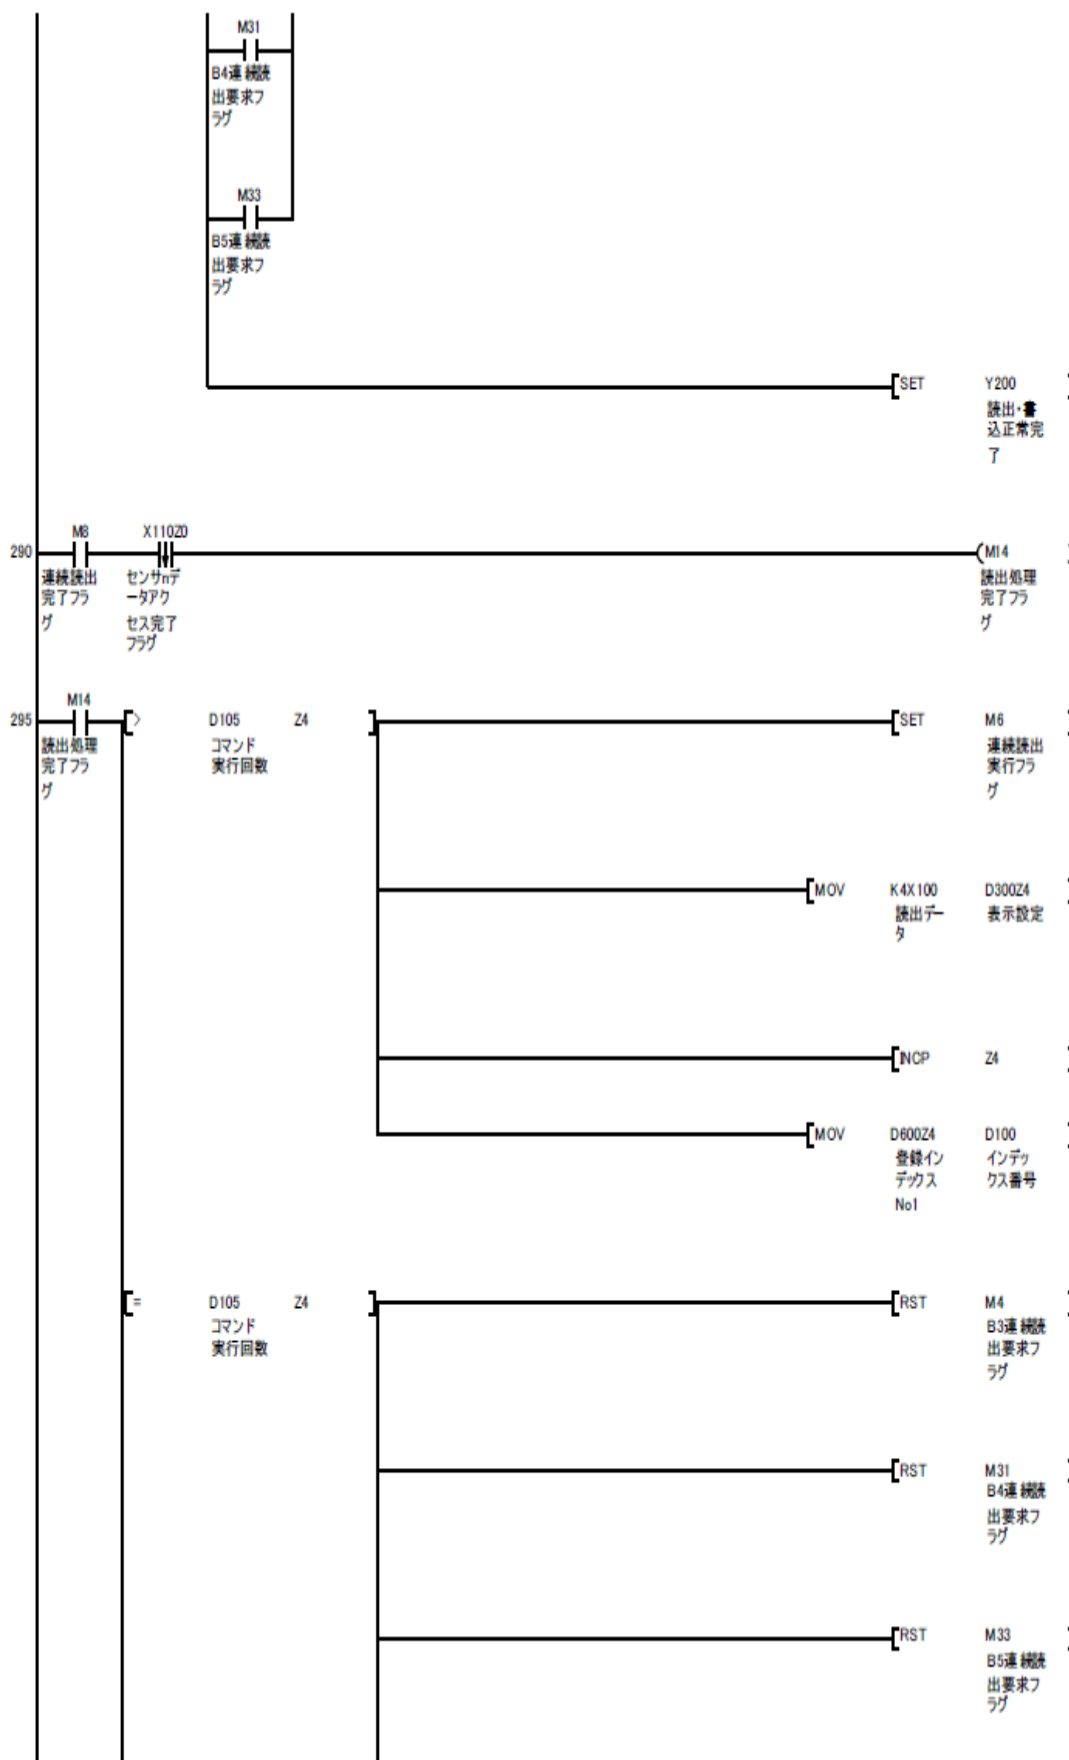 M31
B4連続読
出要求フ
ラグ
M33
B5連続読
出要求フ
ラグ
SET Y200
読出・書
込正常完
了
290 M8 X110Z0 M14
連続読出
完了フラ
グ
センサnデ
ータアク
セス完了
フラグ
読出処理
完了フラ
グ
295 M14 > D105 Z4 SET M6
読出処理
完了フラ
グ
コマンド
実行回数
連続読出
実行フラ
グ
MOV K4X100 D300Z4
読出デー
タ
表示設定
INCP Z4
MOV D600Z4 D100
登録イン
デックス
No1
インデッ
クス番号
= D105 Z4 RST M4
コマンド
実行回数
B3連続読
出要求フ
ラグ
RST M31
B4連続読
出要求フ
ラグ
RST M33
B5連続読
出要求フ
ラグ